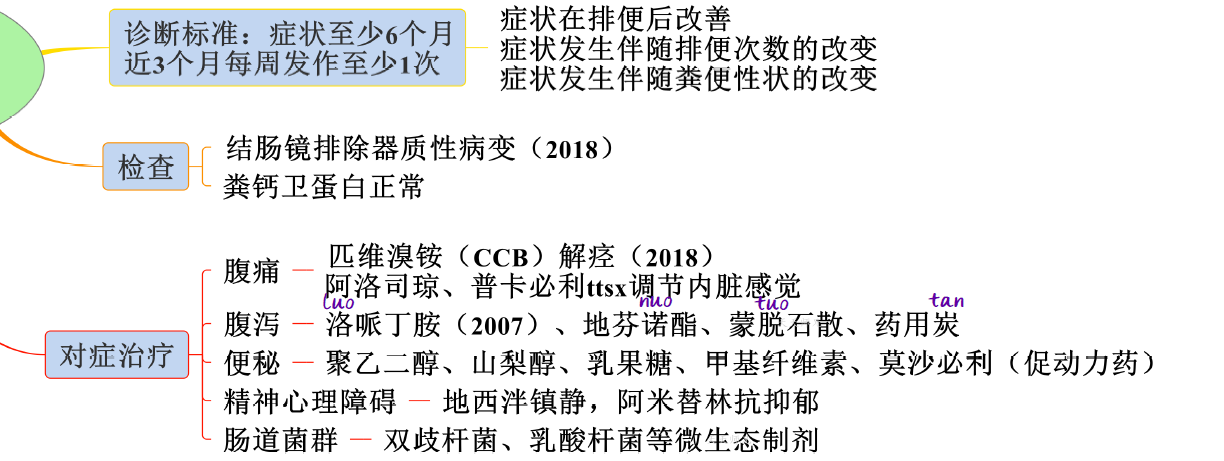 诊断标准：症状至少6个月
近3个月每周发作至少1次
症状在排便后改善
症状发生伴随排便次数的改变
症状发生伴随粪便性状的改变
检查
结肠镜排除器质性病变（2018）
粪钙卫蛋白正常
对症治疗
腹痛
匹维溴铵（CCB）解痉（2018）
阿洛司琼、普卡必利ttsx调节内脏感觉
luo nuo tuo tan
腹泻
洛哌丁胺（2007）、地芬诺酯、蒙脱石散、药用炭
便秘
聚乙二醇、山梨醇、乳果糖、甲基纤维素、莫沙必利（促动力药）
精神心理障碍
地西泮镇静，阿米替林抗抑郁
肠道菌群
双歧杆菌、乳酸杆菌等微生态制剂